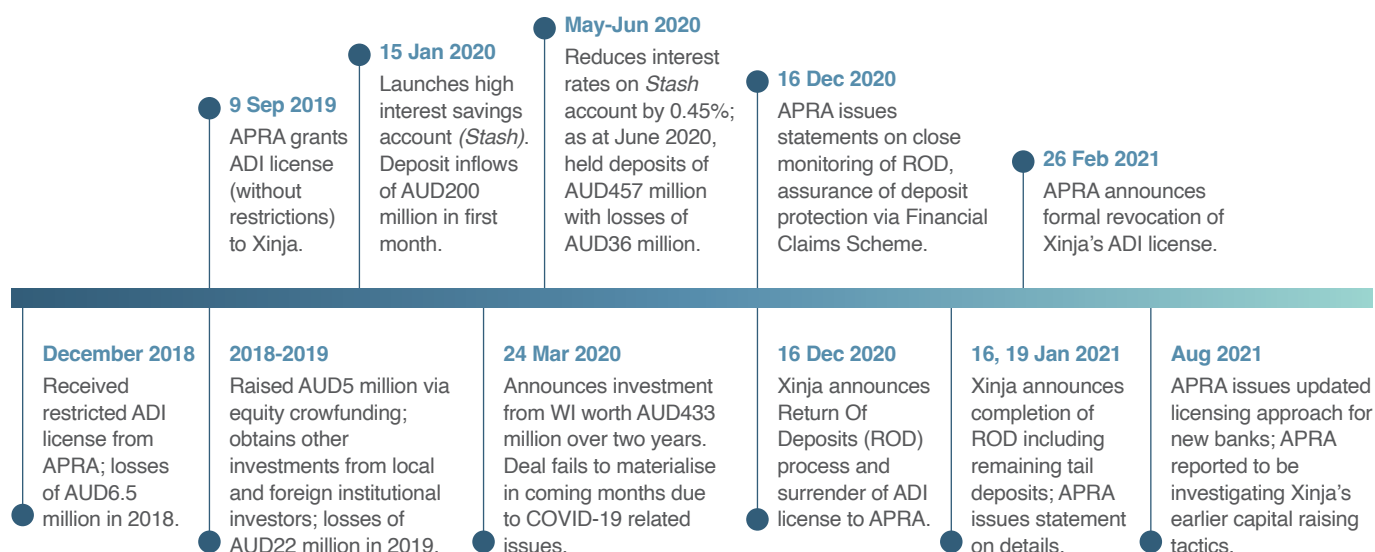 9 Sep 2019
APRA grants
ADI license
(without
restrictions)
to Xinja.
15 Jan 2020
Launches high
interest savings
account (Stash).
Deposit inflows
of AUD200
million in first
month.
May-Jun 2020
Reduces interest
rates on Stash
account by 0.45%;
as at June 2020,
held deposits of
AUD457 million
with losses of
AUD36 million.
16 Dec 2020
APRA issues
statements on close
monitoring of ROD,
assurance of deposit
protection via Financial
Claims Scheme.
26 Feb 2021
APRA announces
formal revocation of
Xinja’s ADI license.
December 2018
Received
restricted ADI
license from
APRA; losses
of AUD6.5
million in 2018.
2018-2019
Raised AUD5 million via
equity crowfunding;
obtains other
investments from local
and foreign institutional
investors; losses of
AUD22 million in 2019.
24 Mar 2020
Announces investment
from WI worth AUD433
million over two years.
Deal fails to materialise
in coming months due
to COVID-19 related
issues.
16 Dec 2020
Xinja announces
Return Of
Deposits (ROD)
process and
surrender of ADI
license to APRA.
16, 19 Jan 2021
Xinja announces
completion of
ROD including
remaining tail
deposits; APRA
issues statement
on details.
Aug 2021
APRA issues updated
licensing approach for
new banks; APRA
reported to be
investigating Xinja’s
earlier capital raising
tactics.